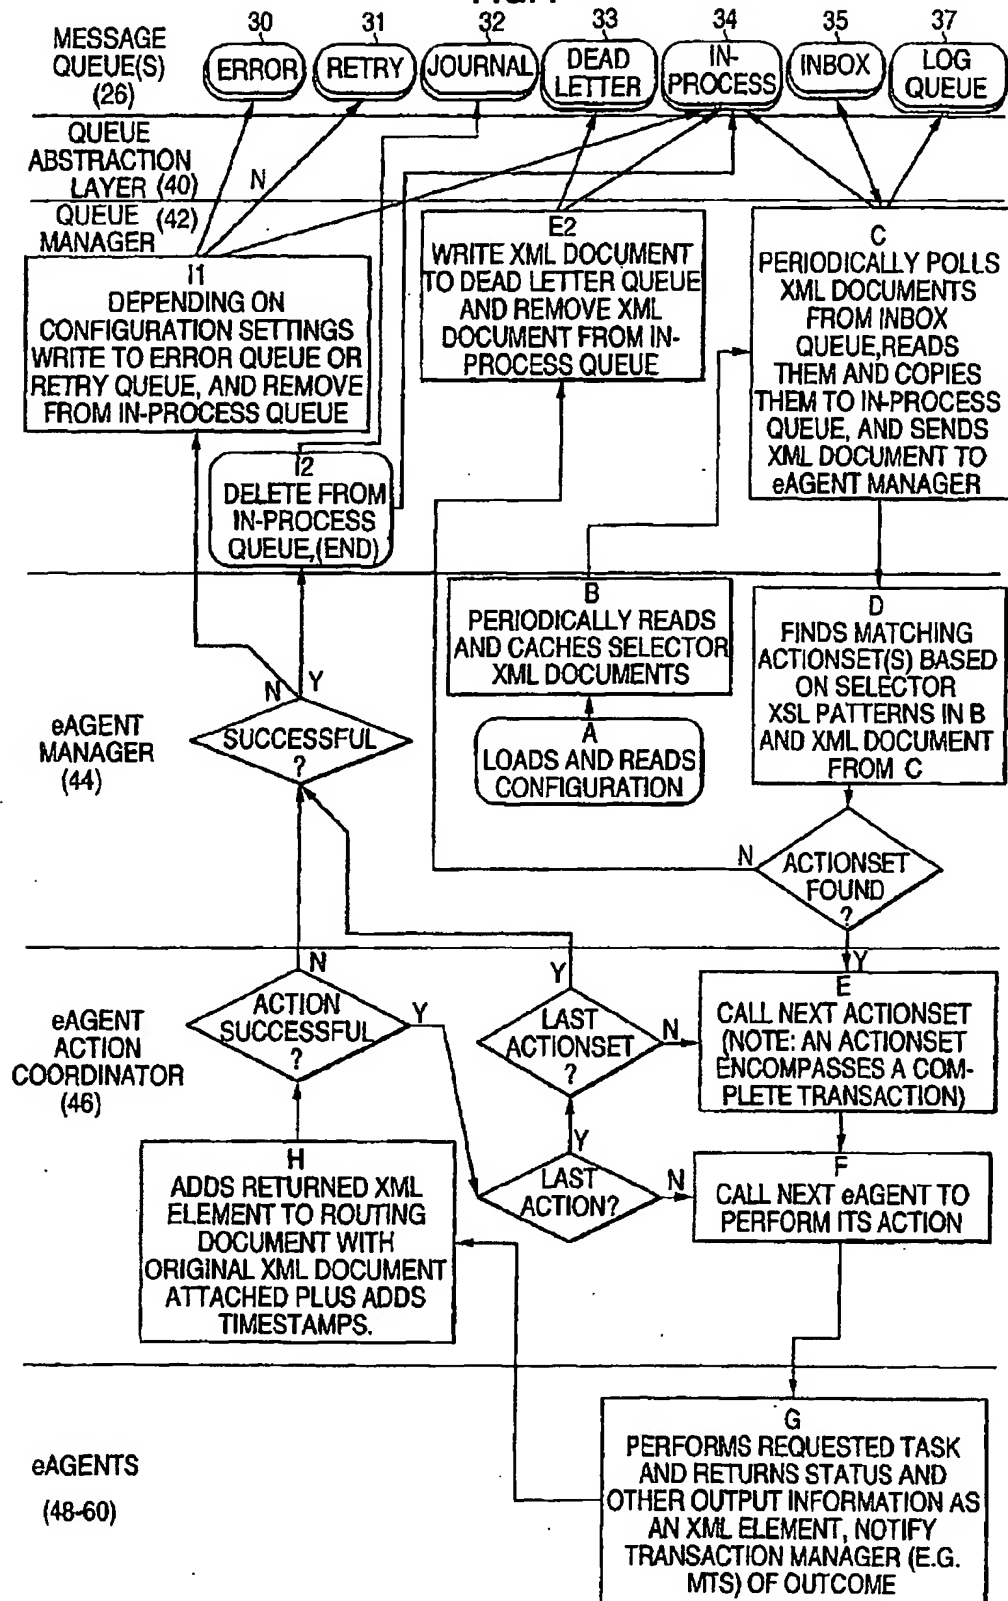 30 31 32 33 34 35 37
MESSAGE
QUEUE(S)
(26)
ERROR
RETRY
JOURNAL
DEAD
LETTER
IN-
PROCESS
INBOX
LOG
QUEUE
QUEUE
ABSTRACTION
LAYER (40)
N
QUEUE (42)
MANAGER
I1
DEPENDING ON
CONFIGURATION SETTINGS
WRITE TO ERROR QUEUE OR
RETRY QUEUE, AND REMOVE
FROM IN-PROCESS QUEUE
E2
WRITE XML DOCUMENT
TO DEAD LETTER QUEUE
AND REMOVE XML
DOCUMENT FROM IN-
PROCESS QUEUE
C
PERIODICALLY POLLS
XML DOCUMENTS
FROM INBOX
QUEUE,READS
THEM AND COPIES
THEM TO IN-PROCESS
QUEUE, AND SENDS
XML DOCUMENT TO
eAGENT MANAGER
I2
DELETE FROM
IN-PROCESS
QUEUE,(END)
eAGENT
MANAGER
(44)
N
Y
SUCCESSFUL
?
B
PERIODICALLY READS
AND CACHES SELECTOR
XML DOCUMENTS
A
LOADS AND READS
CONFIGURATION
D
FINDS MATCHING
ACTIONSET(S) BASED
ON SELECTOR
XSL PATTERNS IN B
AND XML DOCUMENT
FROM C
N
ACTIONSET
FOUND
?
Y
eAGENT
ACTION
COORDINATOR
(46)
N
ACTION
SUCCESSFUL
?
Y
Y
LAST
ACTIONSET
?
N
E
CALL NEXT ACTIONSET
(NOTE: AN ACTIONSET
ENCOMPASSES A COM-
PLETE TRANSACTION)
Y
LAST
ACTION?
N
F
CALL NEXT eAGENT TO
PERFORM ITS ACTION
H
ADDS RETURNED XML
ELEMENT TO ROUTING
DOCUMENT WITH
ORIGINAL XML DOCUMENT
ATTACHED PLUS ADDS
TIMESTAMPS.
eAGENTS
(48-60)
G
PERFORMS REQUESTED TASK
AND RETURNS STATUS AND
OTHER OUTPUT INFORMATION AS
AN XML ELEMENT, NOTIFY
TRANSACTION MANAGER (E.G.
MTS) OF OUTCOME